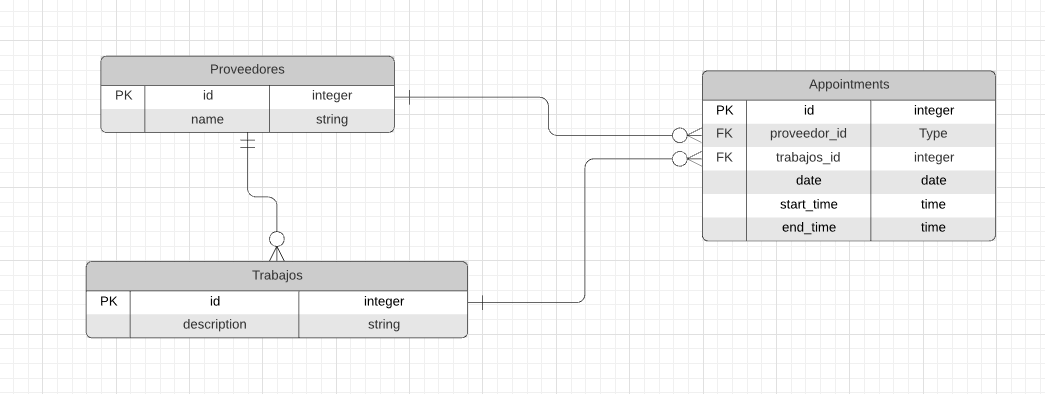 Proveedores
PK id integer
name string
Appointments
PK id integer
FK proveedor_id Type
FK trabajos_id integer
date date
start_time time
end_time time
Trabajos
PK id integer
description string